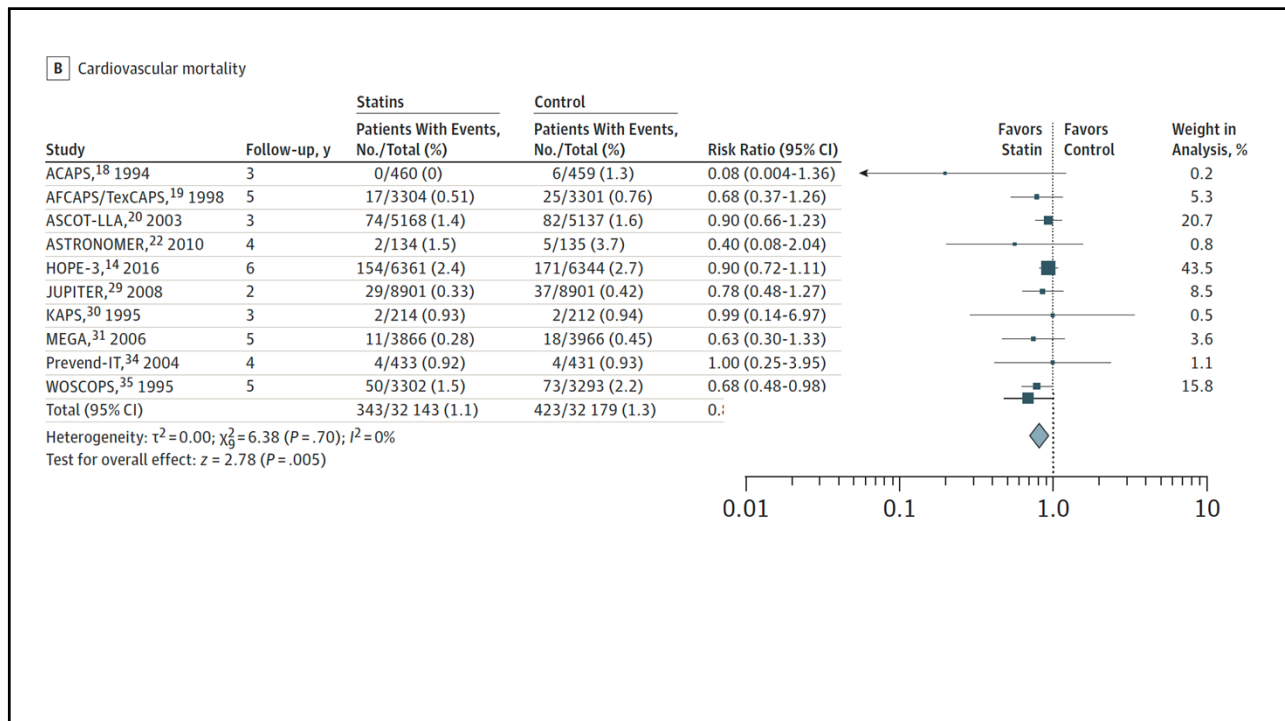 B Cardiovascular mortality
Statins Control
Patients With Events, Patients With Events, Favors Favors Weight in
Study Follow-up, y No./Total (%) No./Total (%) Risk Ratio (95% CI) Statin Control Analysis, %
ACAPS,18 1994 3 0/460 (0) 6/459 (1.3) 0.08 (0.004-1.36) 0.2
AFCAPS/TexCAPS,19 1998 5 17/3304 (0.51) 25/3301 (0.76) 0.68 (0.37-1.26) 5.3
ASCOT-LLA,20 2003 3 74/5168 (1.4) 82/5137 (1.6) 0.90 (0.66-1.23) 20.7
ASTRONOMER,22 2010 4 2/134 (1.5) 5/135 (3.7) 0.40 (0.08-2.04) 0.8
HOPE-3,14 2016 6 154/6361 (2.4) 171/6344 (2.7) 0.90 (0.72-1.11) 43.5
JUPITER,29 2008 2 29/8901 (0.33) 37/8901 (0.42) 0.78 (0.48-1.27) 8.5
KAPS,30 1995 3 2/214 (0.93) 2/212 (0.94) 0.99 (0.14-6.97) 0.5
MEGA,31 2006 5 11/3866 (0.28) 18/3966 (0.45) 0.63 (0.30-1.33) 3.6
Prevend-IT,34 2004 4 4/433 (0.92) 4/431 (0.93) 1.00 (0.25-3.95) 1.1
WOSCOPS,35 1995 5 50/3302 (1.5) 73/3293 (2.2) 0.68 (0.48-0.98) 15.8
Total (95% CI) 343/32 143 (1.1) 423/32 179 (1.3)
Heterogeneity: τ2 = 0.00; χ29 = 6.38 (P = .70); I2 = 0%
Test for overall effect: z = 2.78 (P = .005)
0.01 0.1 1.0 10